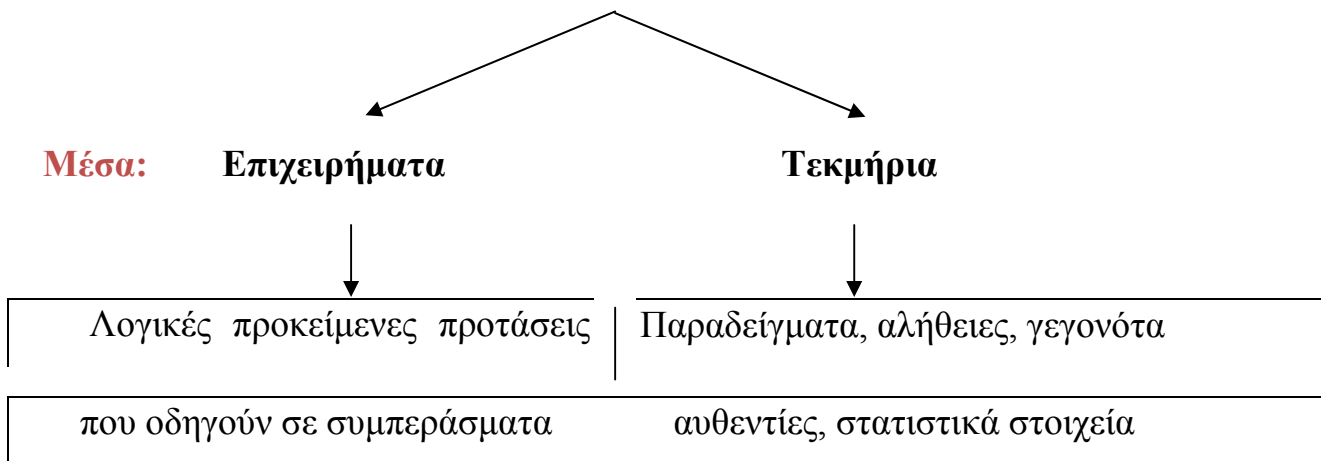 Μέσα: Επιχειρήματα Τεκμήρια
Λογικές προκείμενες προτάσεις Παραδείγματα, αλήθειες, γεγονότα
που οδηγούν σε συμπεράσματα αυθεντίες, στατιστικά στοιχεία